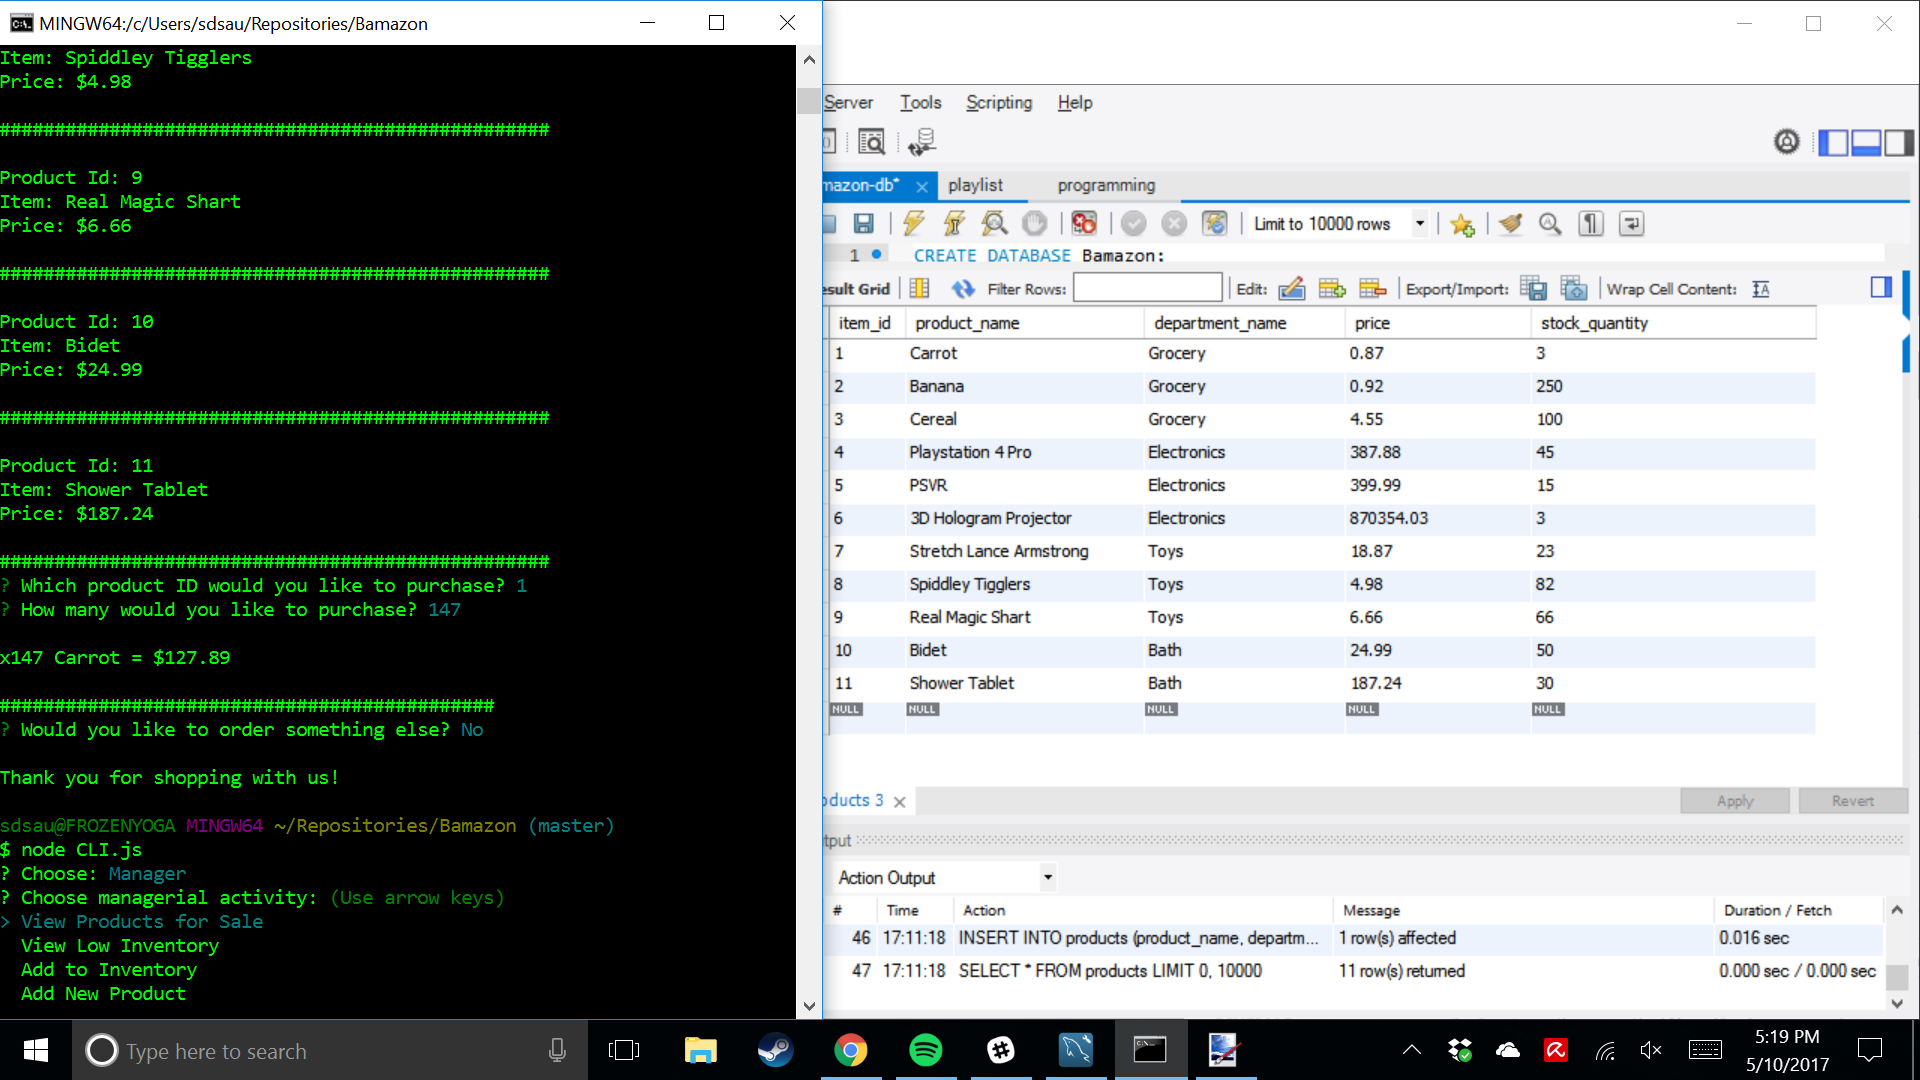 MINGW64:/c/Users/sdsau/Repositories/Bamazon
Item: Spiddley Tigglers
Price: $4.98
##################################################
Product Id: 9
Item: Real Magic Shart
Price: $6.66
##################################################
Product Id: 10
Item: Bidet
Price: $24.99
##################################################
Product Id: 11
Item: Shower Tablet
Price: $187.24
##################################################
? Which product ID would you like to purchase? 1
? How many would you like to purchase? 147
x147 Carrot = $127.89
#############################################
? Would you like to order something else? No
Thank you for shopping with us!
sdsau@FROZENYOGA MINGW64 ~/Repositories/Bamazon (master)
$ node CLI.js
? Choose: Manager
? Choose managerial activity: (Use arrow keys)
> View Products for Sale
View Low Inventory
Add to Inventory
Add New Product
Server Tools Scripting Help
mazon-db* playlist programming
Limit to 10000 rows
1 CREATE DATABASE Bamazon;
esult Grid Filter Rows: Edit: Export/Import: Wrap Cell Content:
item_id product_name department_name price stock_quantity
1 Carrot Grocery 0.87 3
2 Banana Grocery 0.92 250
3 Cereal Grocery 4.55 100
4 Playstation 4 Pro Electronics 387.88 45
5 PSVR Electronics 399.99 15
6 3D Hologram Projector Electronics 870354.03 3
7 Stretch Lance Armstrong Toys 18.87 23
8 Spiddley Tigglers Toys 4.98 82
9 Real Magic Shart Toys 6.66 66
10 Bidet Bath 24.99 50
11 Shower Tablet Bath 187.24 30
NULL NULL NULL NULL NULL
oducts 3
Apply Revert
tput
Action Output
# Time Action Message Duration / Fetch
46 17:11:18 INSERT INTO products (product_name, departm... 1 row(s) affected 0.016 sec
47 17:11:18 SELECT * FROM products LIMIT 0, 10000 11 row(s) returned 0.000 sec / 0.000 sec
Type here to search
5:19 PM
5/10/2017